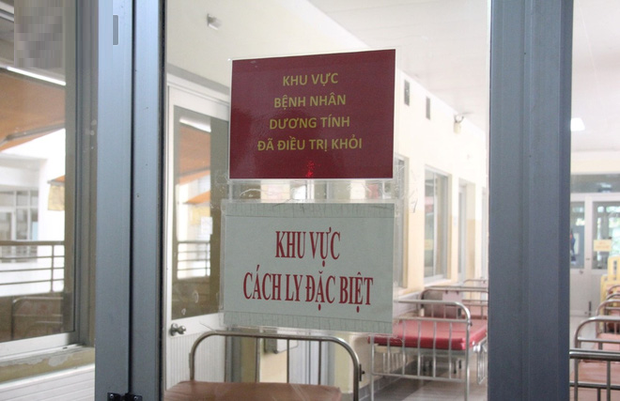 KHU VỰC
BỆNH NHÂN
DƯƠNG TÍNH
ĐÃ ĐIỀU TRỊ KHỎI
KHU VỰC
CÁCH LY ĐẶC BIỆT